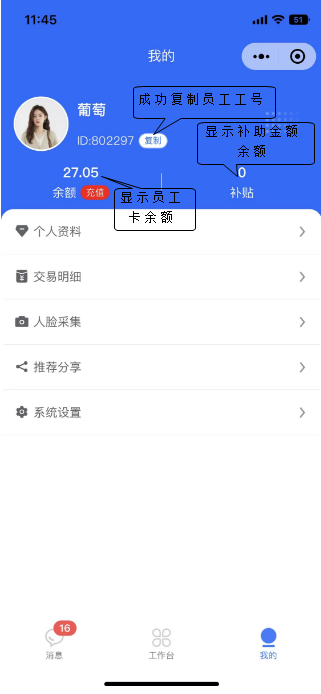 11:45
51
我的
葡萄
成功复制员工工号
ID:802297 复制
显示补助金额
余额
27.05
0
余额 充值
补贴
显示员工
卡余额
个人资料
交易明细
人脸采集
推荐分享
系统设置
16
消息
工作台
我的